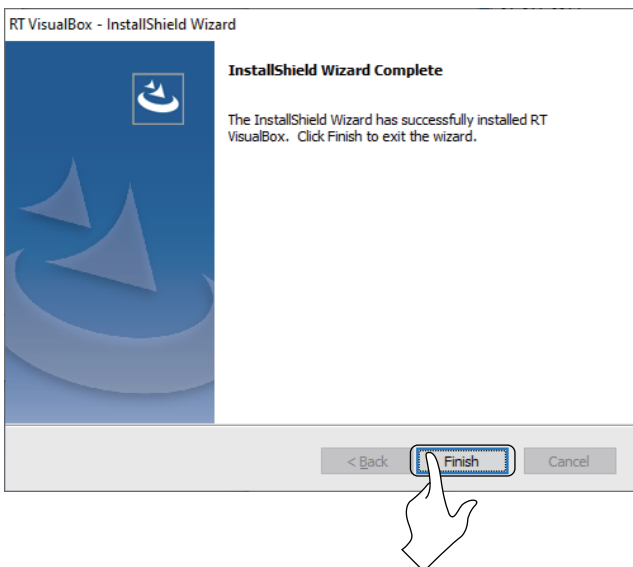 RT VisualBox - InstallShield Wizard
InstallShield Wizard Complete
The InstallShield Wizard has successfully installed RT
VisualBox. Click Finish to exit the wizard.
< Back Finish Cancel